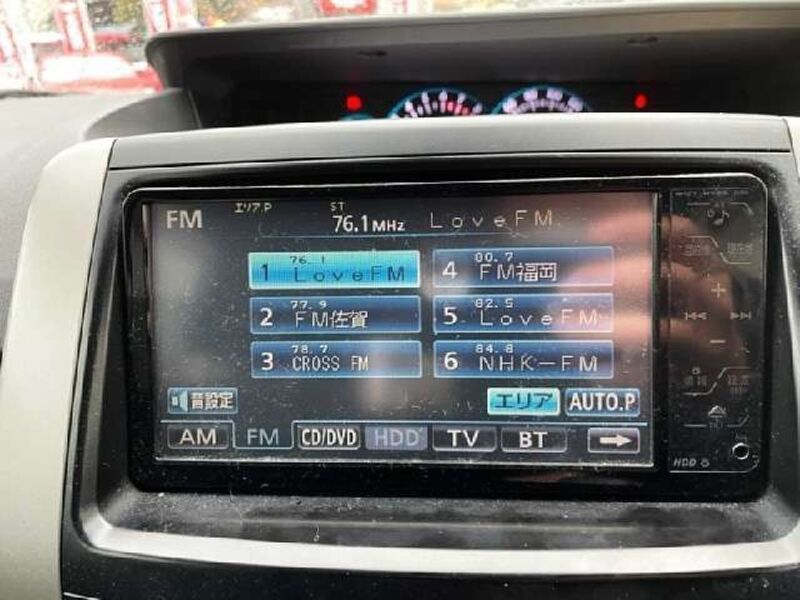 FM エリア.P ST 76.1MHz LoveFM
1 76.1 LoveFM
4 80.7 FM福岡
2 77.9 FM佐賀
5 82.5 LoveFM
3 78.7 CROSS FM
6 84.8 NHK-FM
音設定 エリア AUTO.P
AM FM CD/DVD HDD TV BT
HDD